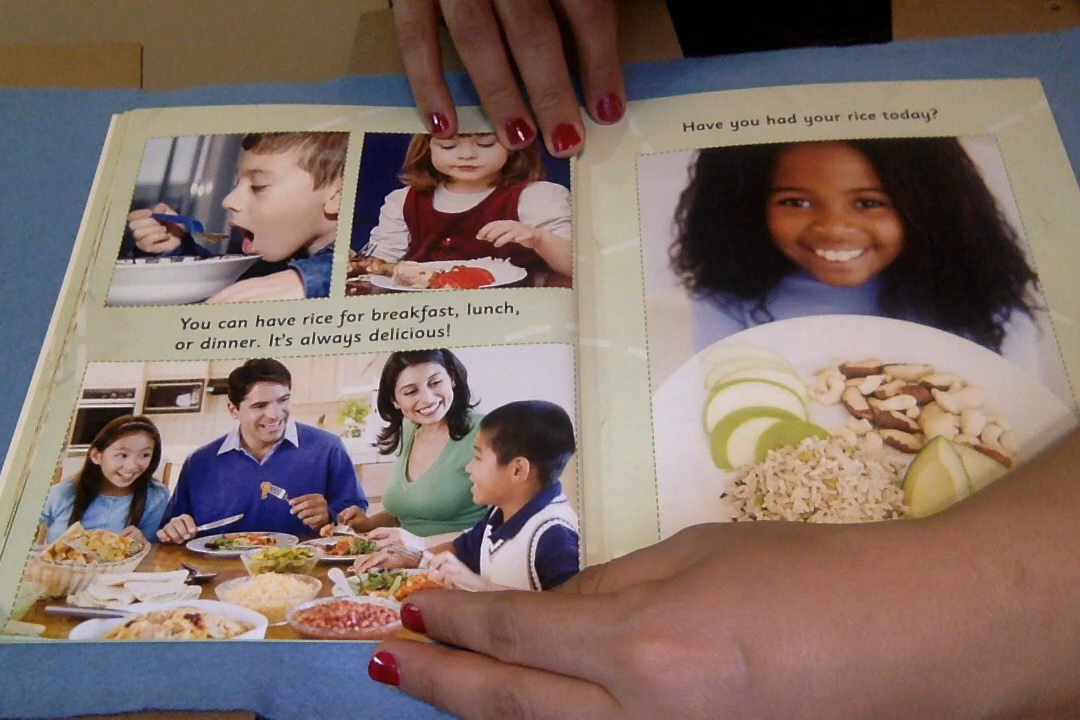 You can have rice for breakfast, lunch,
or dinner. It's always delicious!
Have you had your rice today?